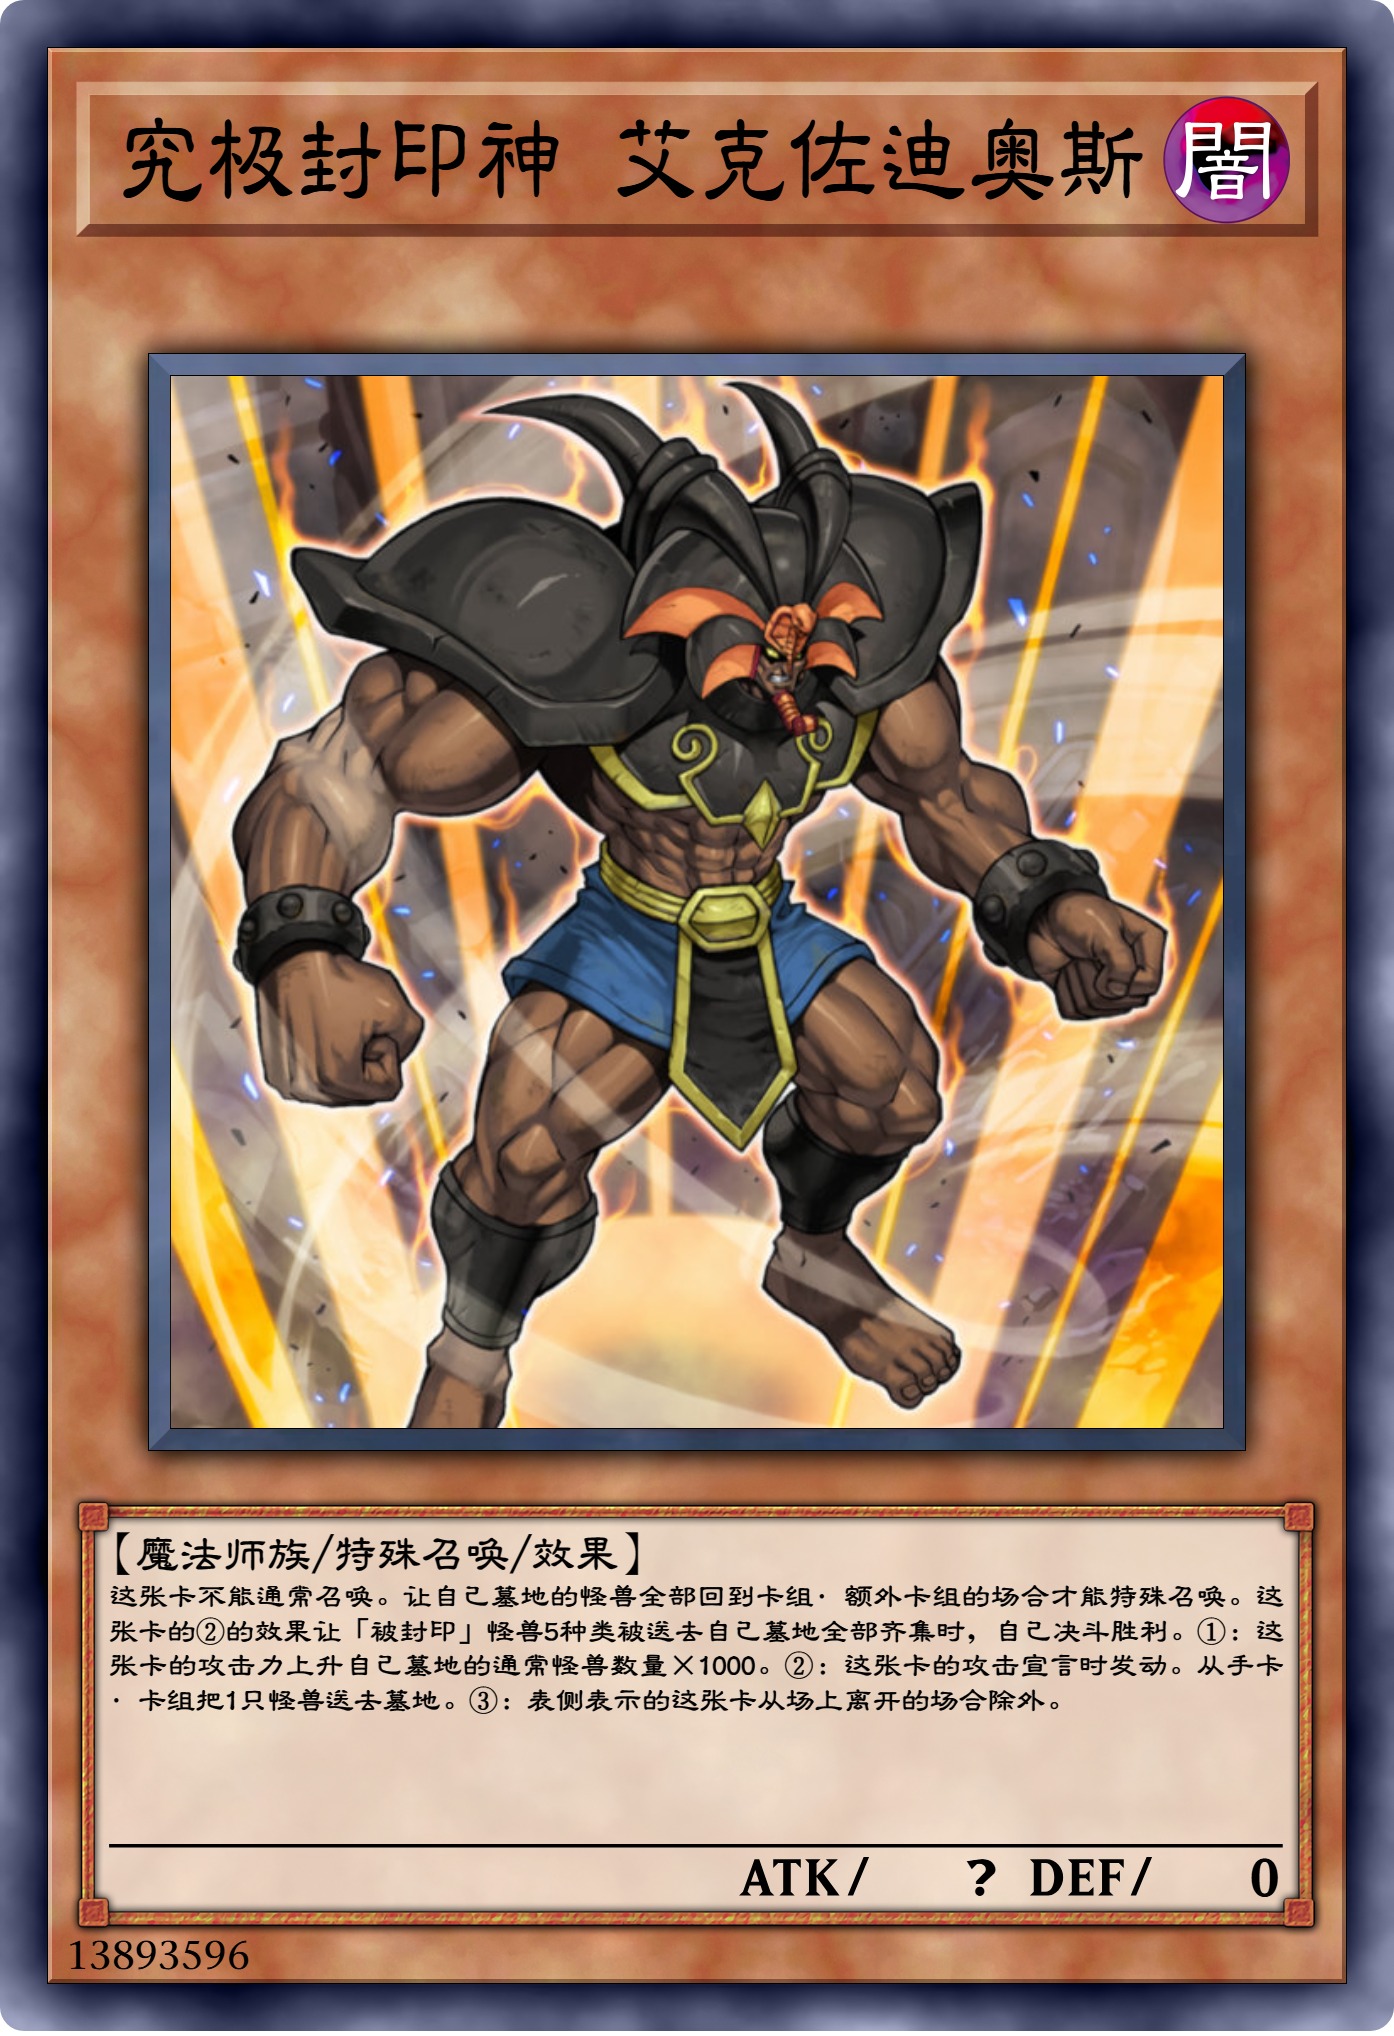 究极封印神 艾克佐迪奥斯 闇
【魔法师族/特殊召唤/效果】
这张卡不能通常召唤。让自己墓地的怪兽全部回到卡组·额外卡组的场合才能特殊召唤。这
张卡的②的效果让「被封印」怪兽5种类被送去自己墓地全部齐集时，自己决斗胜利。①：这
张卡的攻击力上升自己墓地的通常怪兽数量×1000。②：这张卡的攻击宣言时发动。从手卡
·卡组把1只怪兽送去墓地。③：表侧表示的这张卡从场上离开的场合除外。
ATK/ ? DEF/ 0
13893596